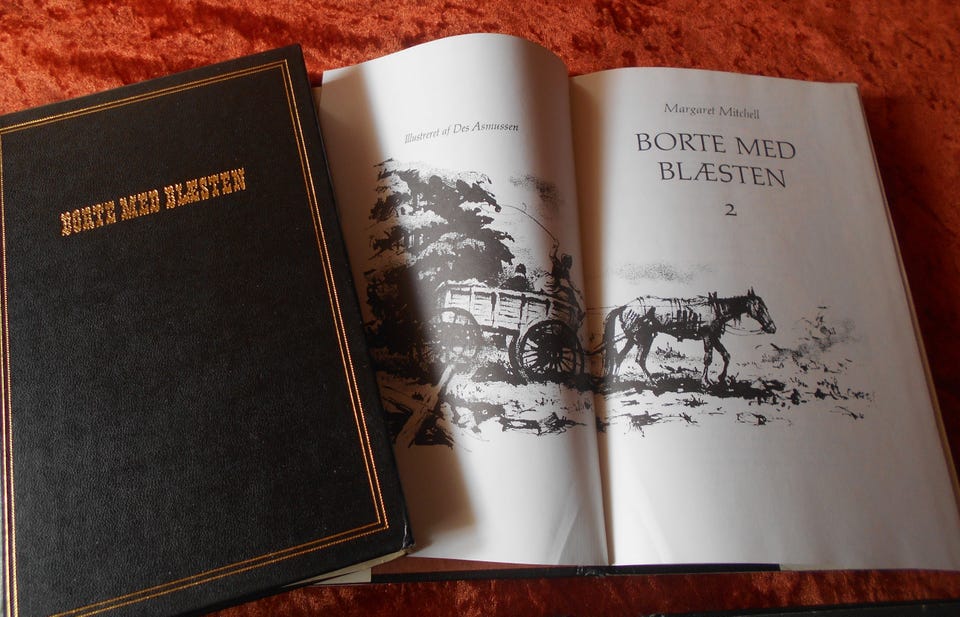 BORTE MED BLÆSTEN
Illustreret af Des Asmussen
Margaret Mitchell
BORTE MED
BLÆSTEN
2